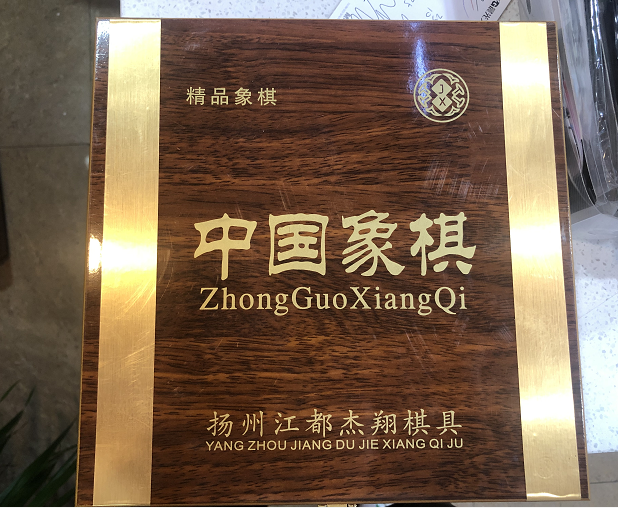 精品象棋
JX
中国象棋
ZhongGuoXiangQi
扬州江都杰翔棋具
YANG ZHOU JIANG DU JIE XIANG QI JU